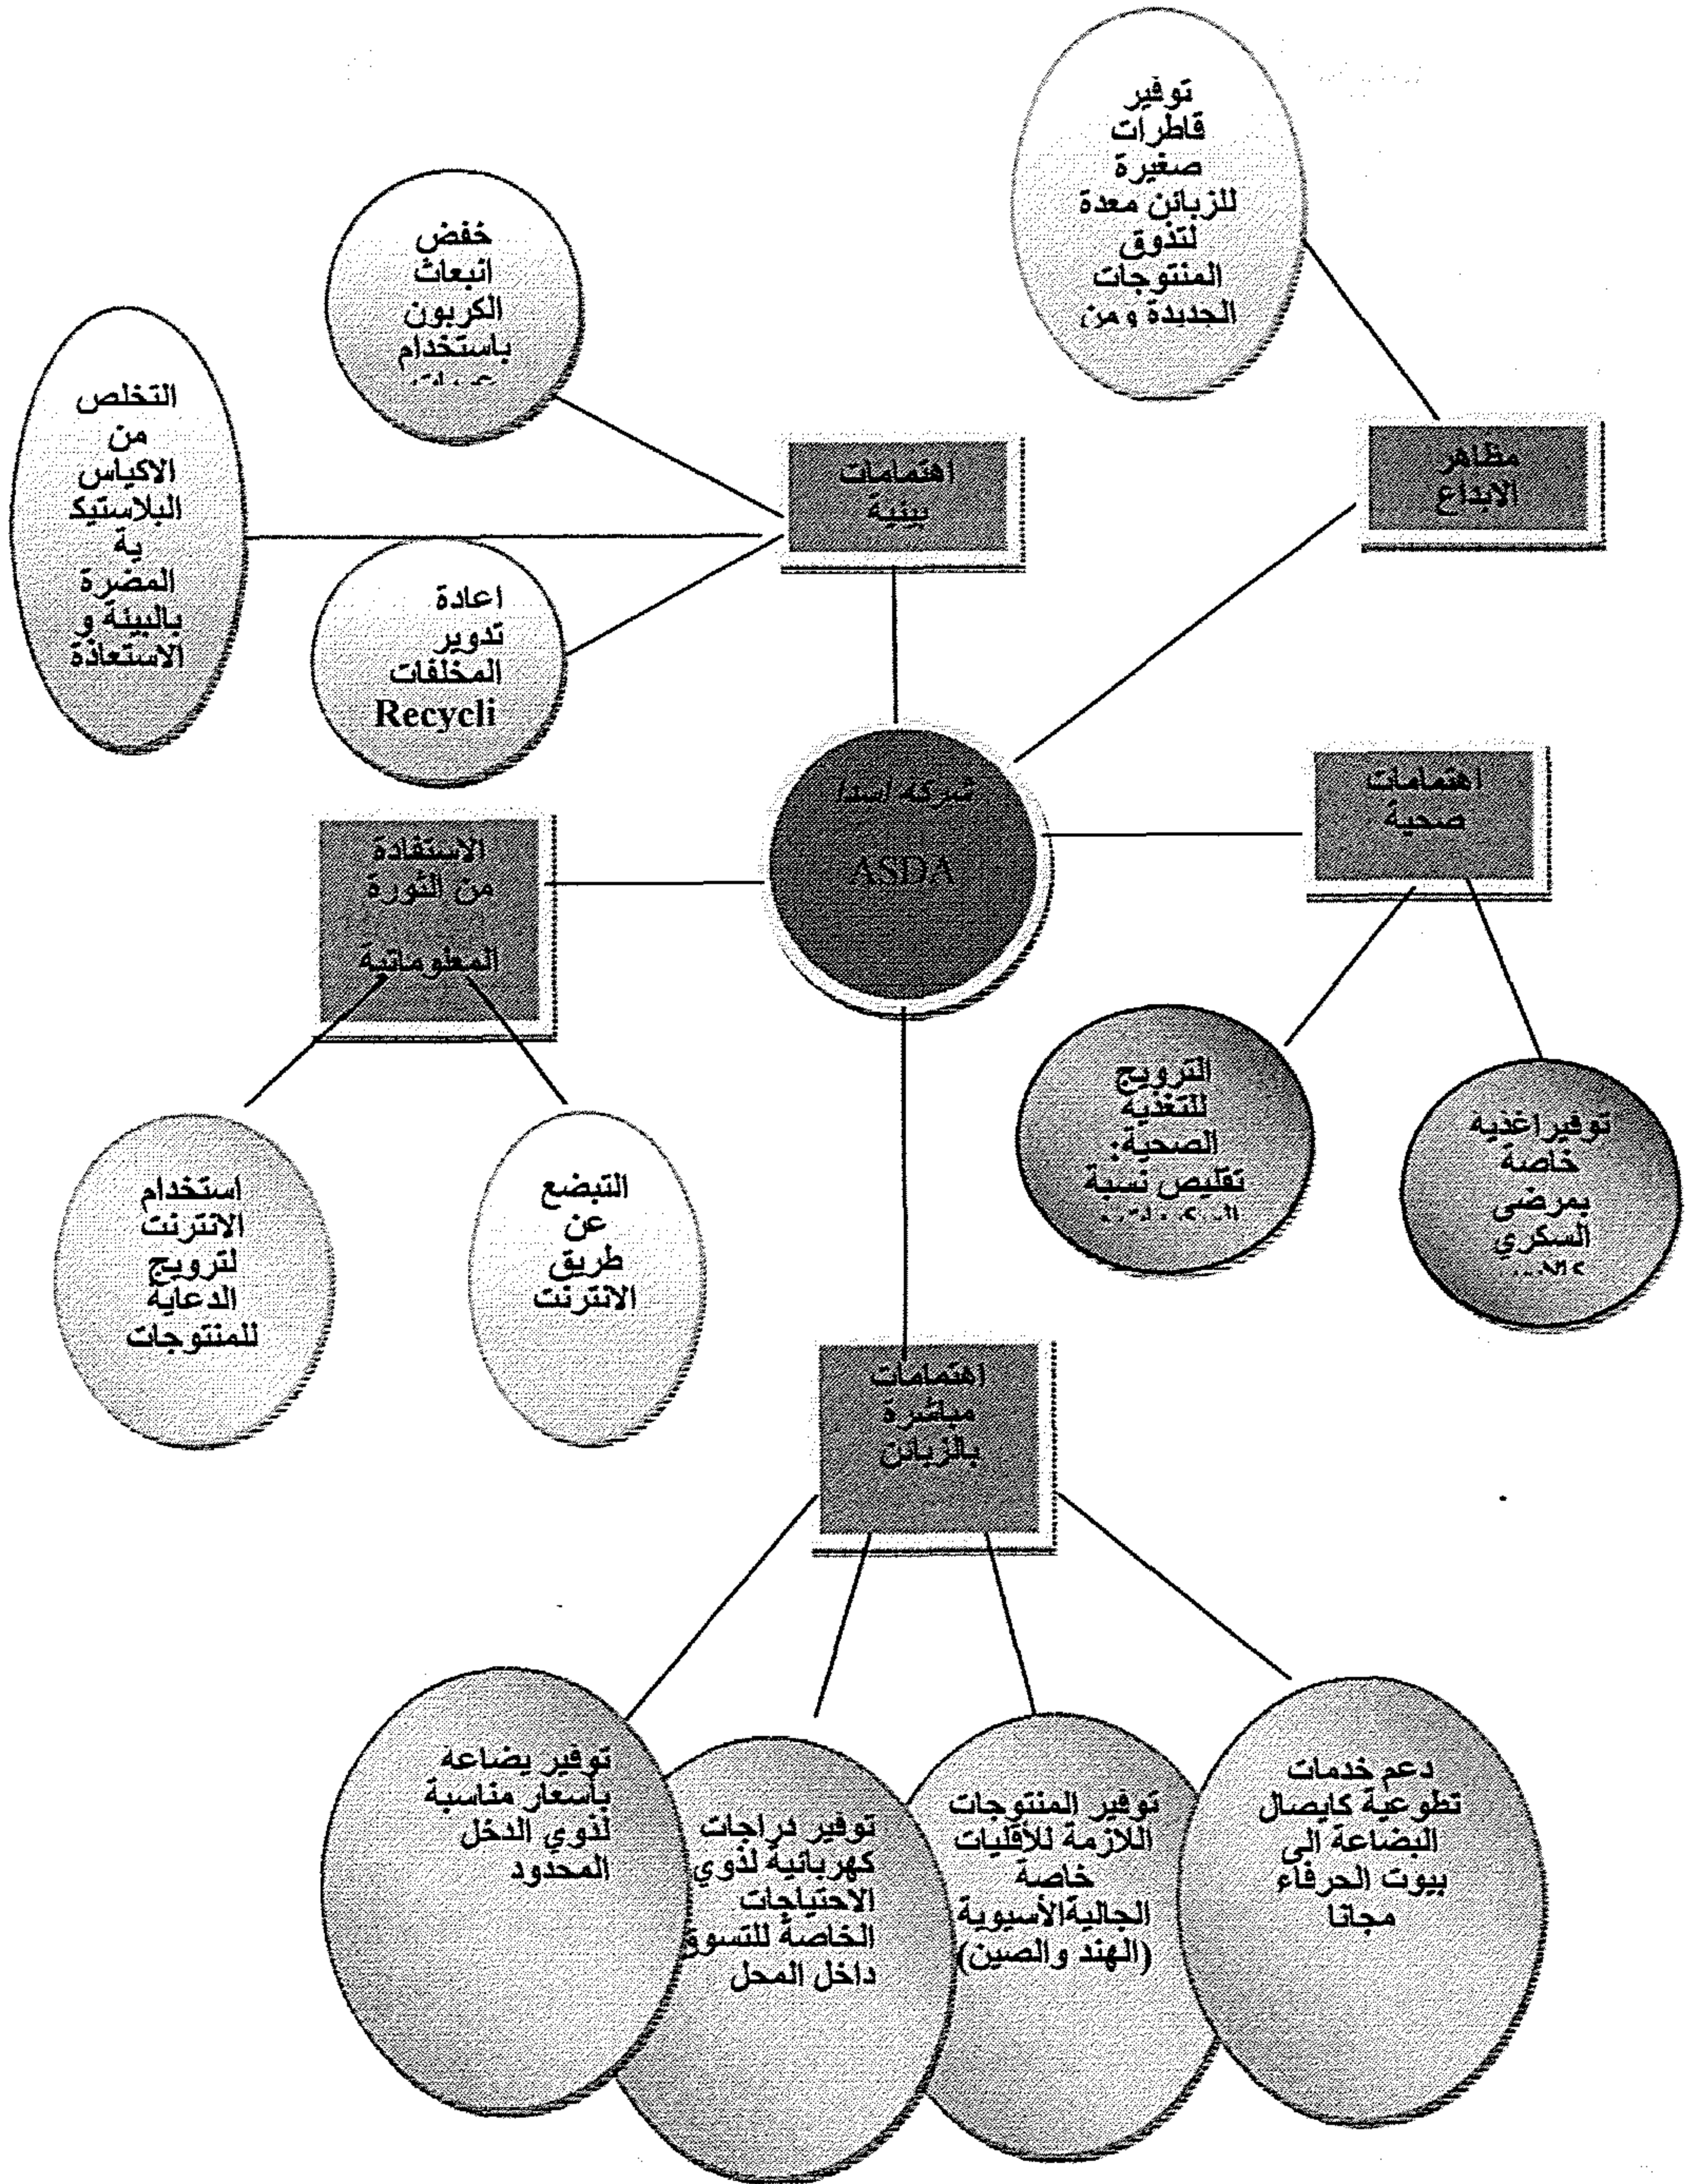 توفير
قاطرات
صغيرة
للزبائن معدة
لتذوق
المنتوجات
الجديدة ومن
خفض
انبعاث
الكربون
باستخدام
التخلص
من
الاكياس
البلاستيك
ية
المضرة
بالبيئة و
الاستعاذة
اعادة
تدوير
المخلفات
Recycli
اهتمامات
بيئية
مظاهر
الابداع
شركة اسدا
ASDA
اهتمامات
صحية
الاستفادة
من الثورة
المعلوماتية
الترويج
للتغذيه
الصحية:
تقليص نسبة
توفيراغذيه
خاصة
بمرضى
السكري
استخدام
الانترنت
لترويج
الدعاية
للمنتوجات
التبضع
عن
طريق
الانترنت
اهتمامات
مباشرة
بالزبائن
دعم خدمات
تطوعية كايصال
البضاعة الى
بيوت الحرفاء
مجانا
توفير المنتوجات
اللازمة للأقليات
خاصة
الجاليةالأسيوية
(الهند والصين)
توفير دراجات
كهربائية لذوي
الاحتياجات
الخاصة للتسوق
داخل المحل
توفير بضاعة
بأسعار مناسبة
لذوي الدخل
المحدود